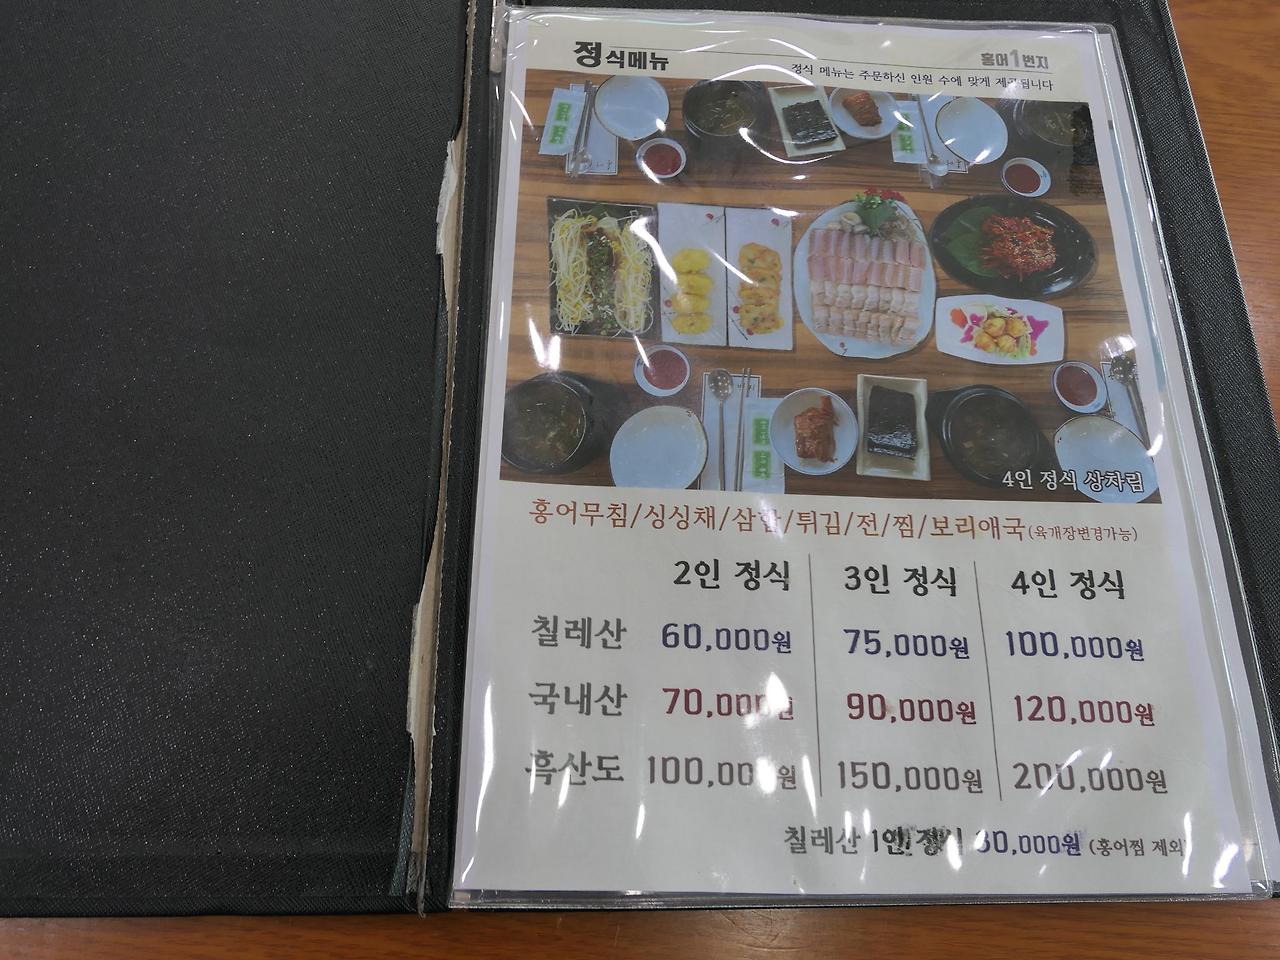 정식메뉴
홍어1번지
정식 메뉴는 주문하신 인원 수에 맞게 제공됩니다
4인 정식 상차림
홍어무침/싱싱채/삼합/튀김/전/찜/보리애국(육개장변경가능)
2인 정식 3인 정식 4인 정식
칠레산 60,000원 75,000원 100,000원
국내산 70,000원 90,000원 120,000원
흑산도 100,000원 150,000원 200,000원
칠레산 1인 정식 30,000원 (홍어찜 제외)